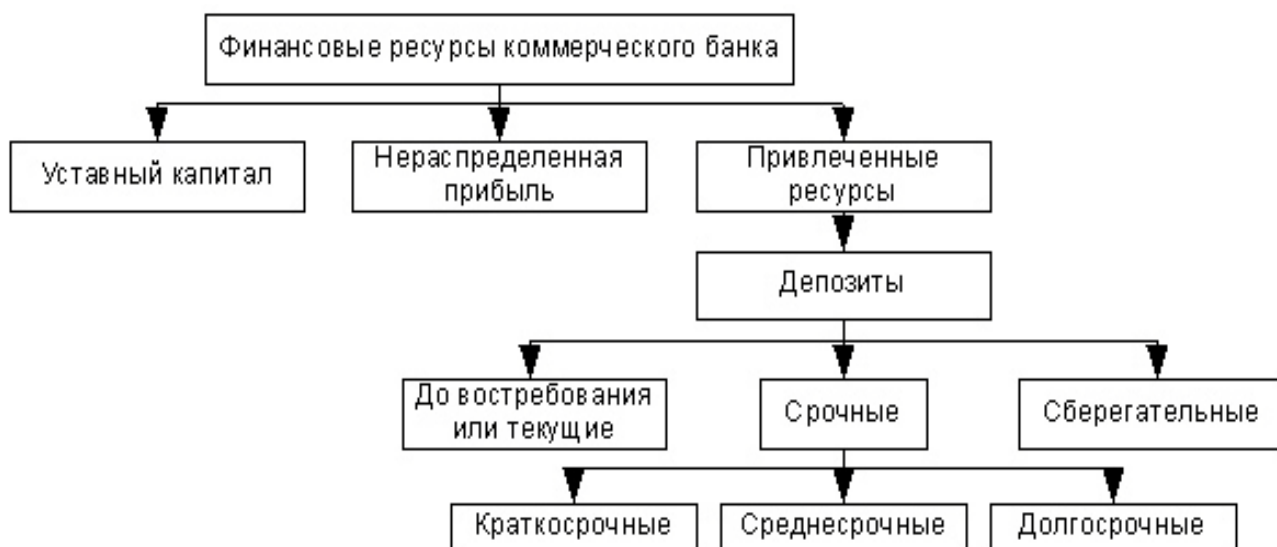 Финансовые ресурсы коммерческого банка
Уставный капитал
Нераспределенная
прибыль
Привлеченные
ресурсы
Депозиты
До востребования
или текущие
Срочные
Сберегательные
Краткосрочные
Среднесрочные
Долгосрочные